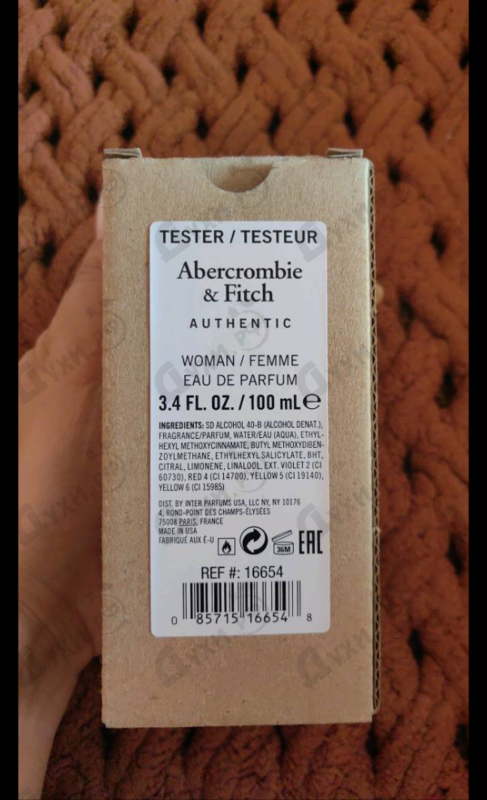 TESTER / TESTEUR
Abercrombie
& Fitch
AUTHENTIC
WOMAN / FEMME
EAU DE PARFUM
3.4 FL. OZ. / 100 mL℮
INGREDIENTS: SD ALCOHOL 40-B (ALCOHOL DENAT.),
FRAGRANCE/PARFUM, WATER/EAU (AQUA), ETHYL-
HEXYL METHOXYCINNAMATE, BUTYL METHOXYDIBEN-
ZOYLMETHANE, ETHYLHEXYL SALICYLATE, BHT,
CITRAL, LIMONENE, LINALOOL, EXT. VIOLET 2 (CI
60730), RED 4 (CI 14700), YELLOW 5 (CI 19140),
YELLOW 6 (CI 15985)
DIST. BY INTER PARFUMS USA, LLC NY, NY 10176
4, ROND-POINT DES CHAMPS-ÉLYSÉES
75008 PARIS, FRANCE
MADE IN USA
FABRIQUÉ AUX É-U
36M
EAC
REF #: 16654
0 85715 16654 8